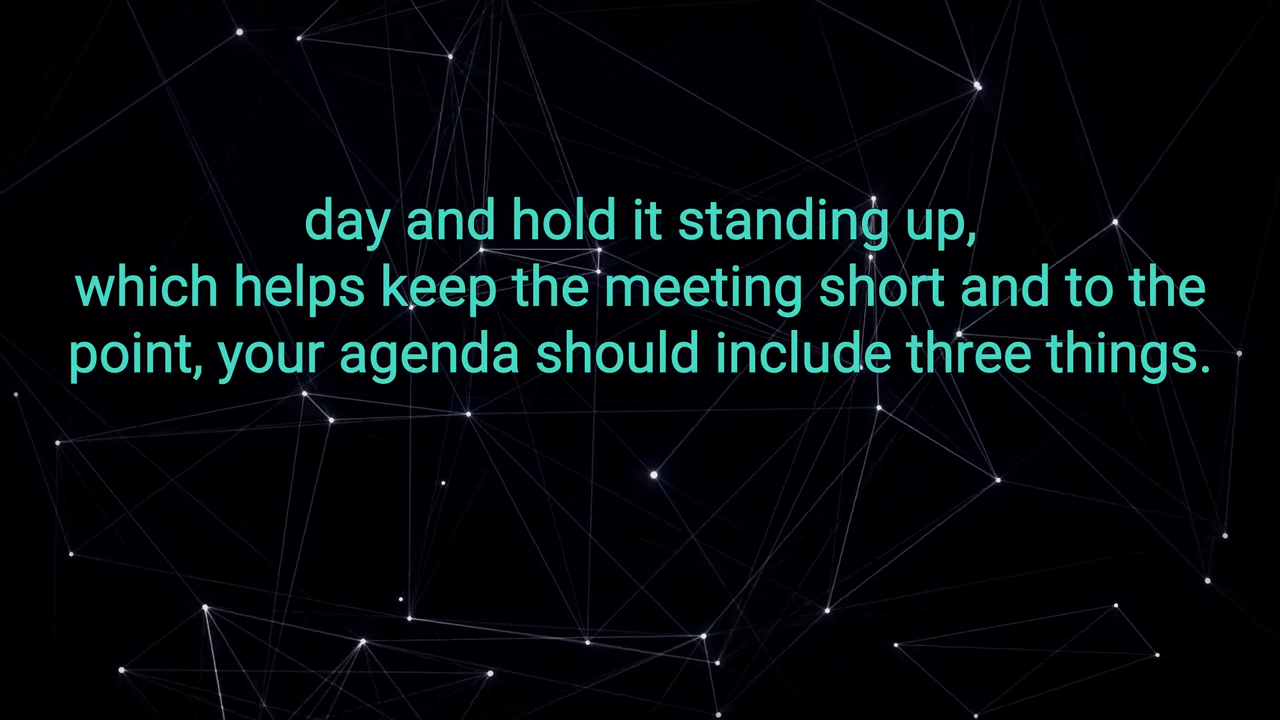 day and hold it standing up,
which helps keep the meeting short and to the
point, your agenda should include three things.